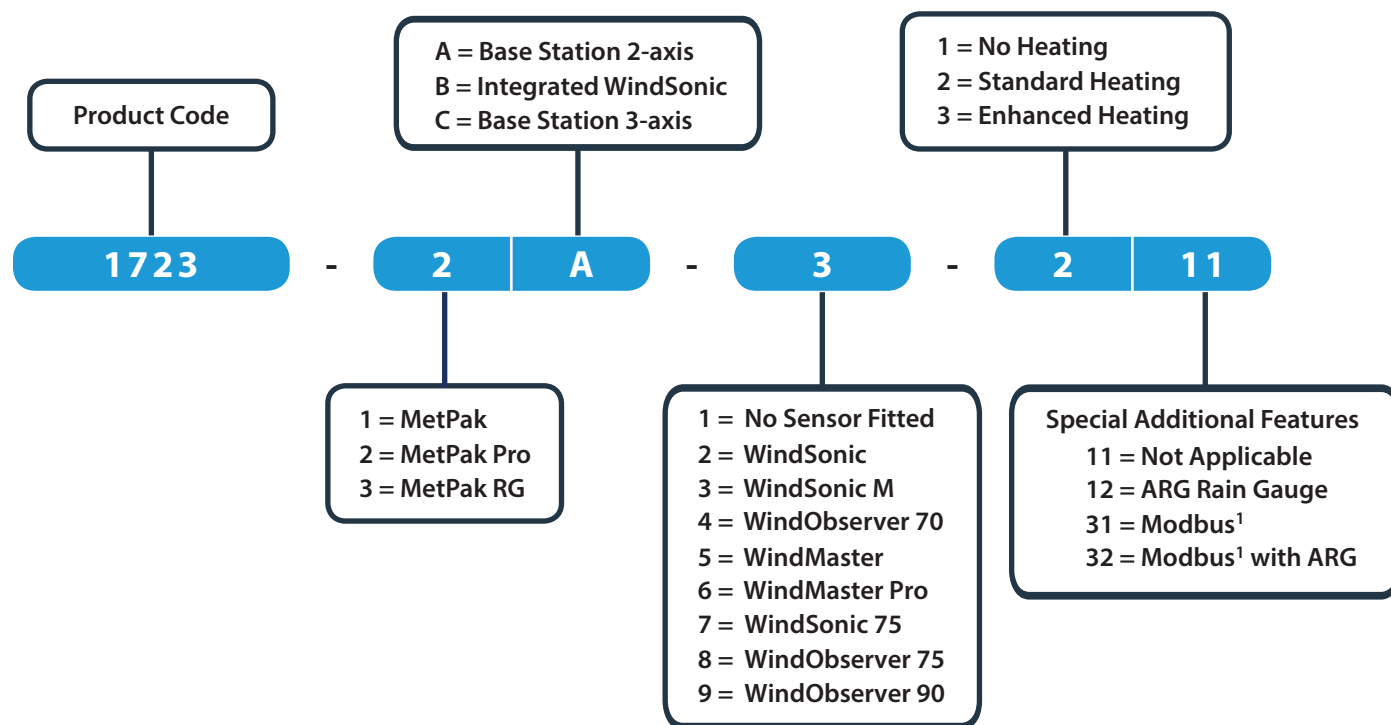 A = Base Station 2-axis
B = Integrated WindSonic
C = Base Station 3-axis
1 = No Heating
2 = Standard Heating
3 = Enhanced Heating
Product Code
1723 - 2 A - 3 - 2 11
1 = MetPak
2 = MetPak Pro
3 = MetPak RG
1 = No Sensor Fitted
2 = WindSonic
3 = WindSonic M
4 = WindObserver 70
5 = WindMaster
6 = WindMaster Pro
7 = WindSonic 75
8 = WindObserver 75
9 = WindObserver 90
Special Additional Features
11 = Not Applicable
12 = ARG Rain Gauge
31 = Modbus¹
32 = Modbus¹ with ARG